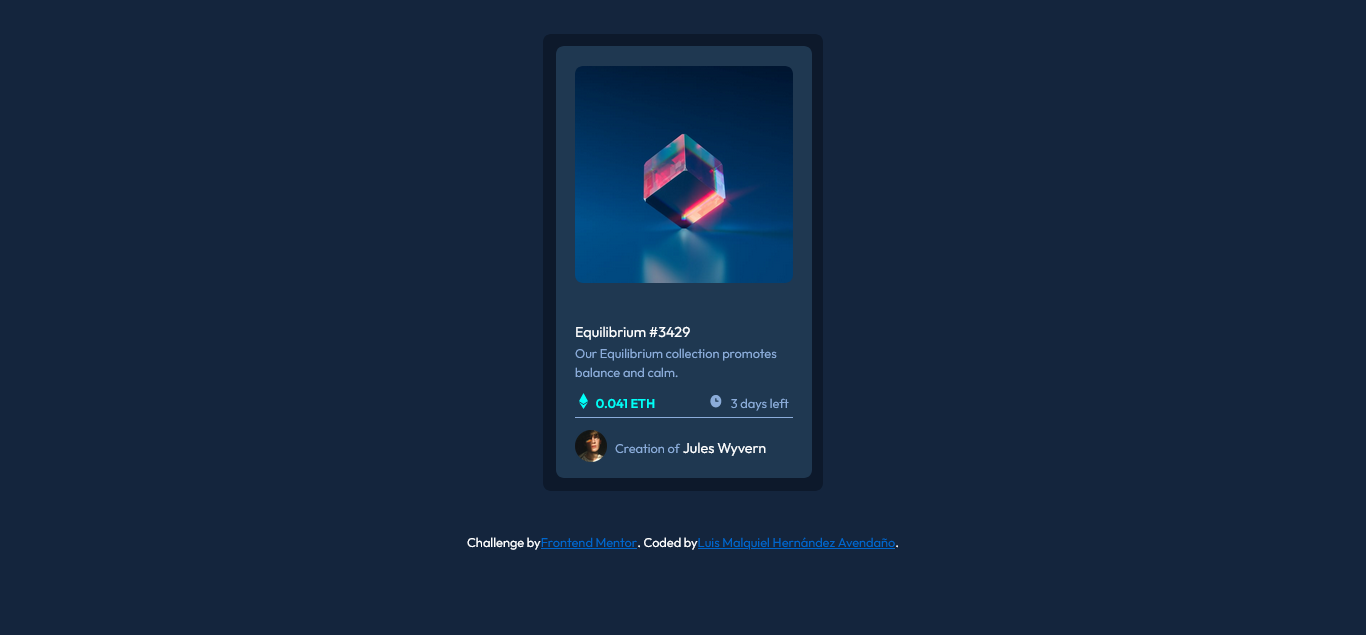 Equilibrium #3429
Our Equilibrium collection promotes
balance and calm.
0.041 ETH 3 days left
Creation of Jules Wyvern
Challenge byFrontend Mentor. Coded byLuis Malquiel Hernández Avendaño.